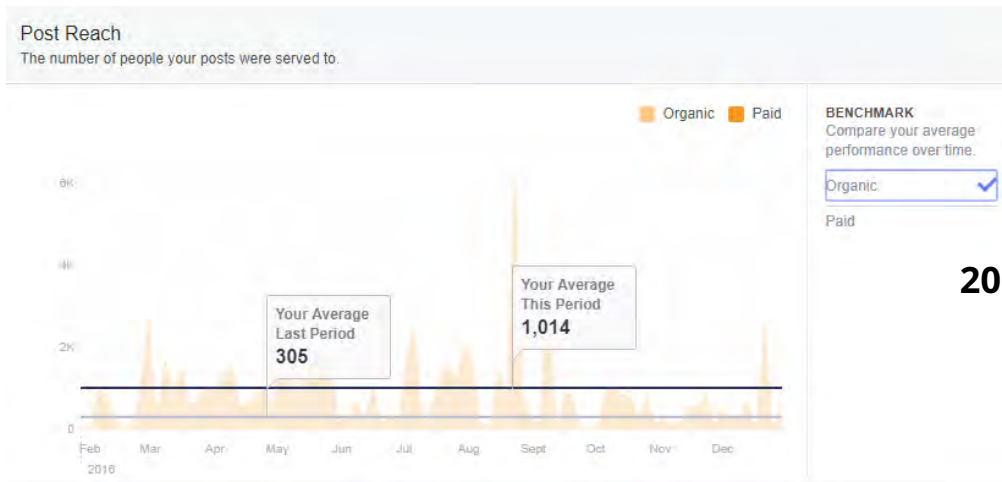 Post Reach
The number of people your posts were served to.
Organic Paid
BENCHMARK
Compare your average
performance over time.
Organic
Paid
20
6K
4K
2K
0
Your Average
Last Period
305
Your Average
This Period
1,014
Feb Mar Apr May Jun Jul Aug Sept Oct Nov Dec
2016